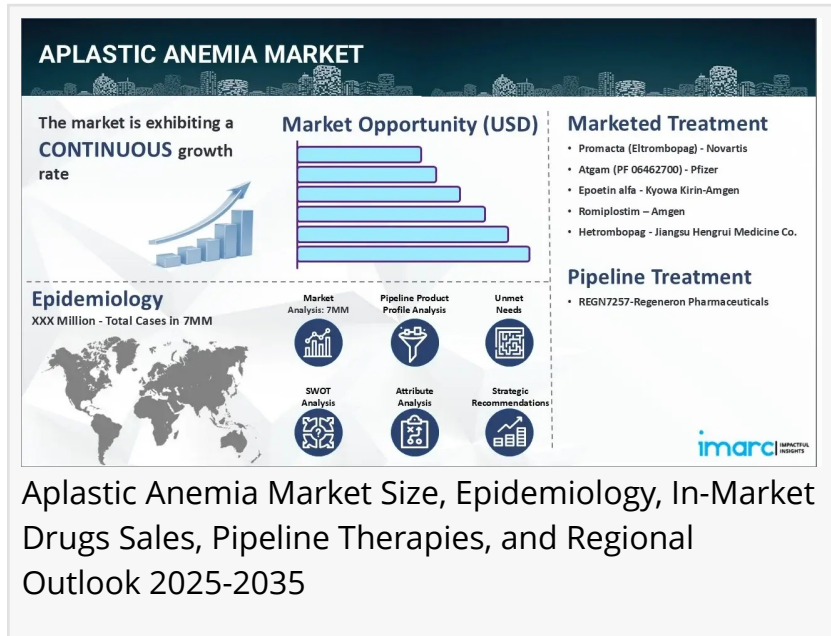 APLASTIC ANEMIA MARKET
The market is exhibiting a
CONTINUOUS growth
rate
Market Opportunity (USD)
Epidemiology
XXX Million - Total Cases in 7MM
Market
Analysis: 7MM
Pipeline Product
Profile Analysis
Unmet
Needs
SWOT
Analysis
Attribute
Analysis
Strategic
Recommendations
Marketed Treatment
• Promacta (Eltrombopag) - Novartis
• Atgam (PF 06462700) - Pfizer
• Epoetin alfa - Kyowa Kirin-Amgen
• Romiplostim – Amgen
• Hetrombopag - Jiangsu Hengrui Medicine Co.
Pipeline Treatment
• REGN7257-Regeneron Pharmaceuticals
imarc IMPACTFUL
INSIGHTS
Aplastic Anemia Market Size, Epidemiology, In-Market
Drugs Sales, Pipeline Therapies, and Regional
Outlook 2025-2035